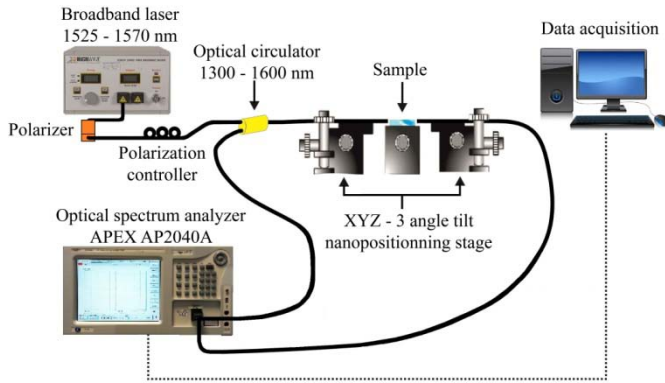 Broadband laser
1525 - 1570 nm
Optical circulator
1300 - 1600 nm
Sample
Data acquisition
Polarizer
Polarization
controller
Optical spectrum analyzer
APEX AP2040A
XYZ - 3 angle tilt
nanopositionning stage